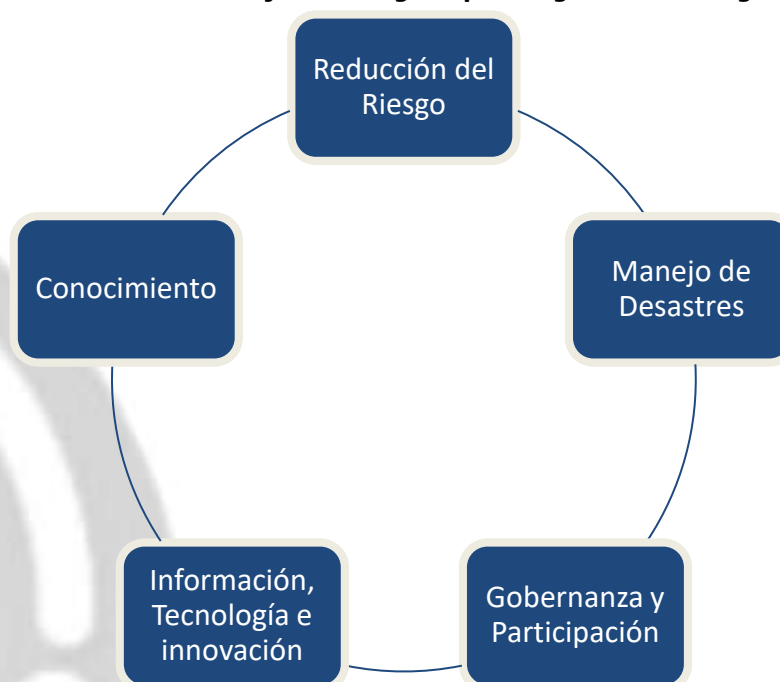 Reducción del
Riesgo
Manejo de
Desastres
Gobernanza y
Participación
Información,
Tecnología e
innovación
Conocimiento